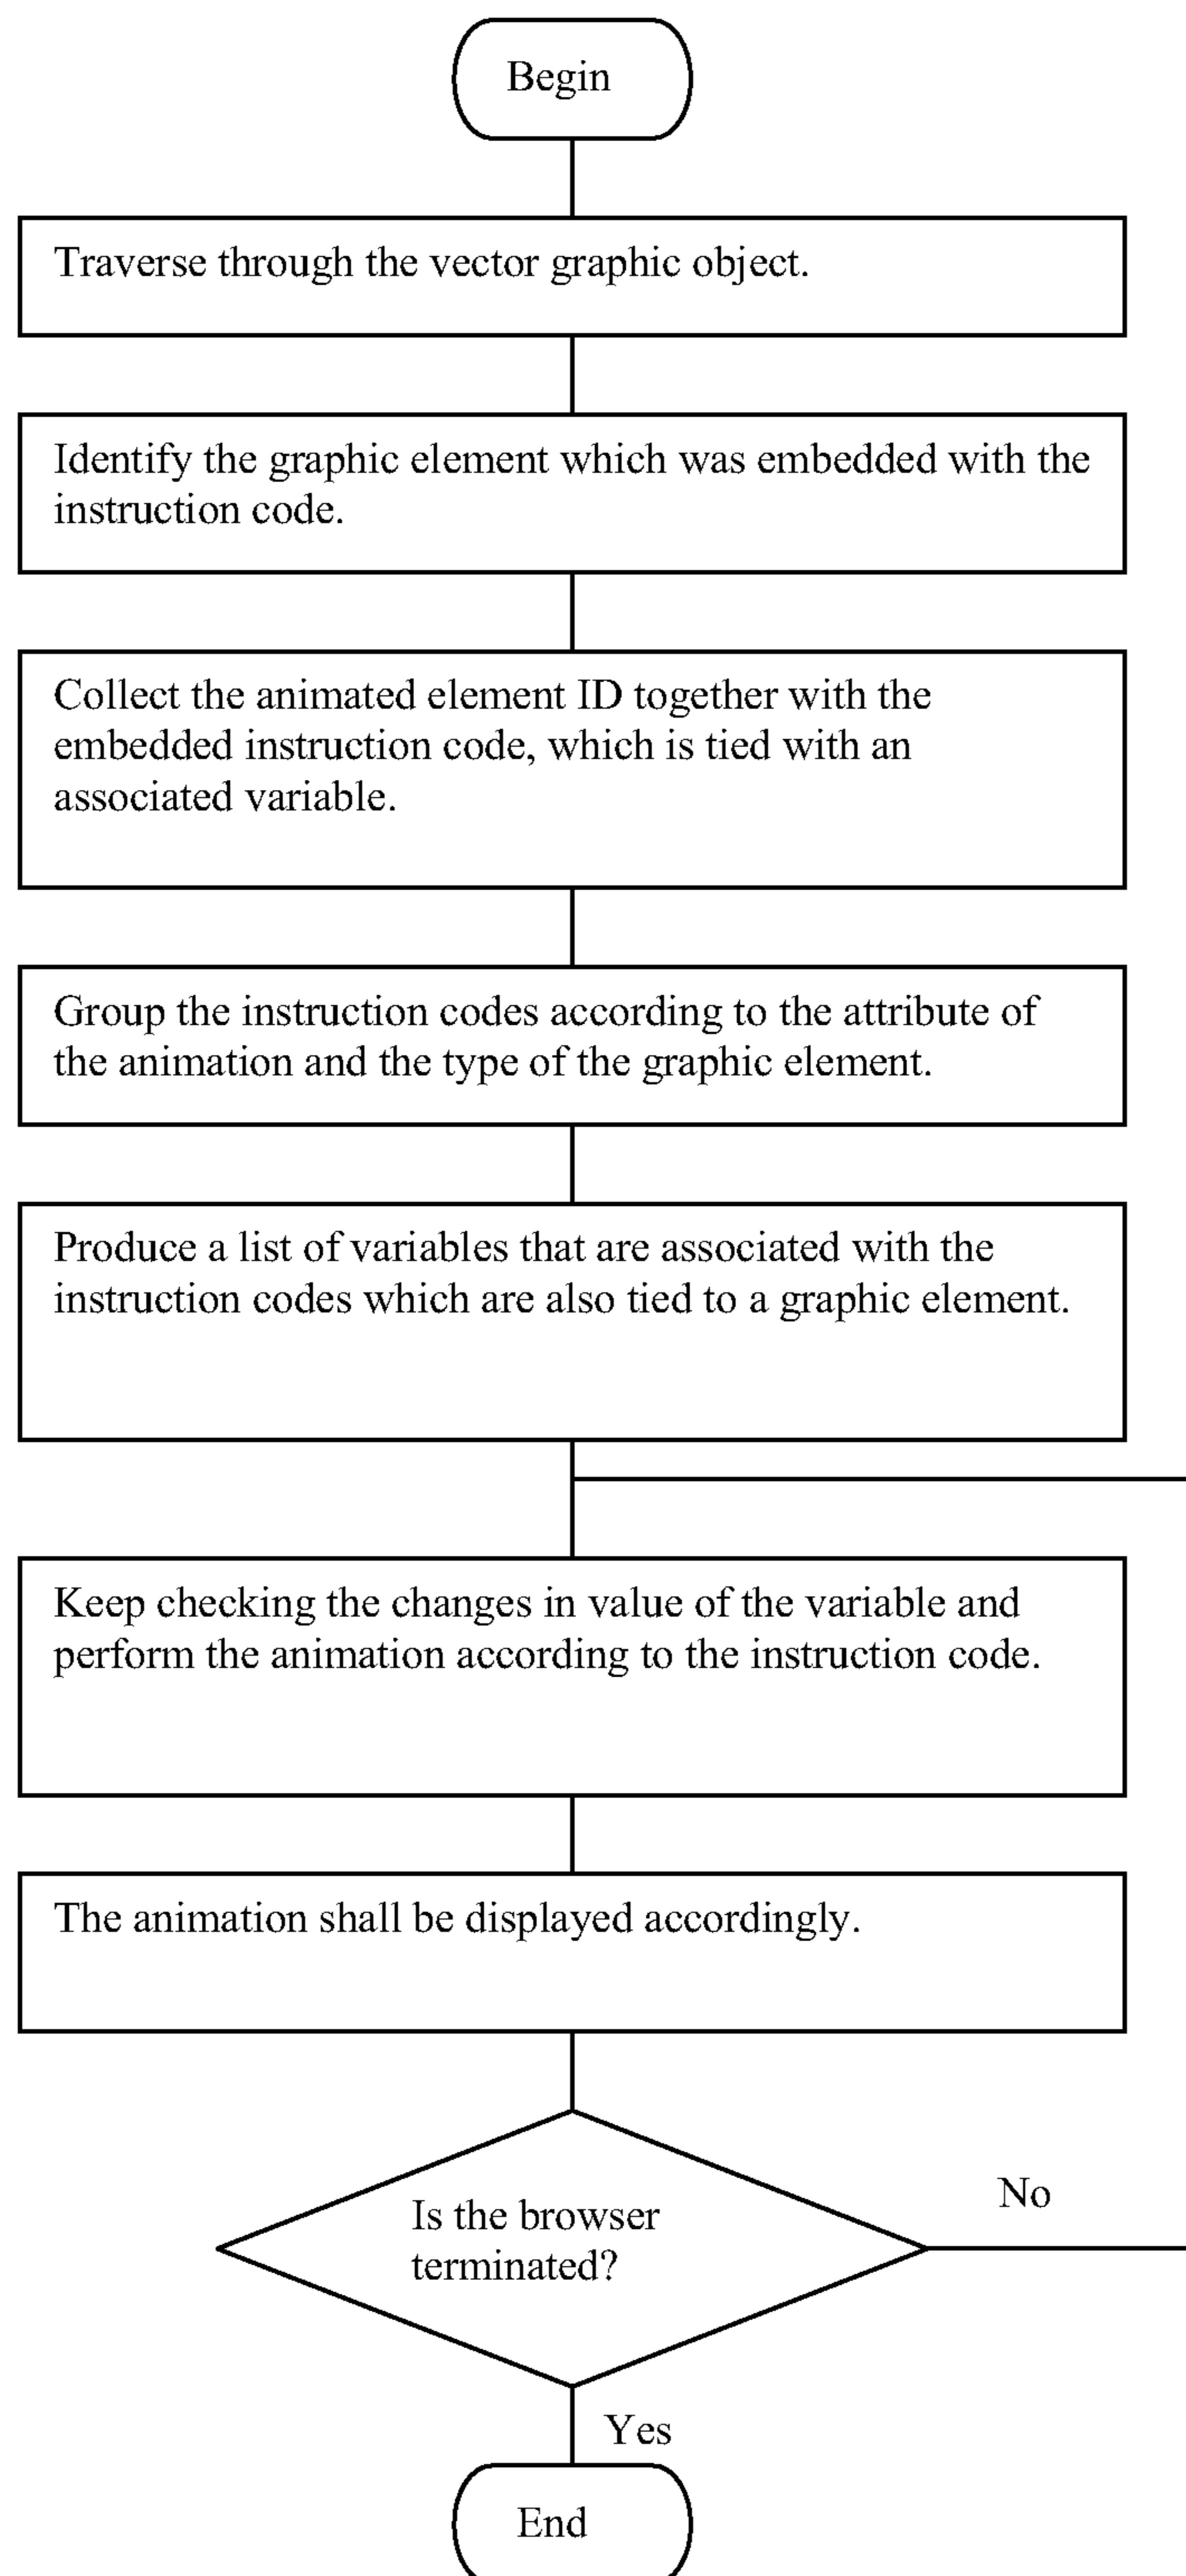 Begin
Traverse through the vector graphic object.
Identify the graphic element which was embedded with the
instruction code.
Collect the animated element ID together with the
embedded instruction code, which is tied with an
associated variable.
Group the instruction codes according to the attribute of
the animation and the type of the graphic element.
Produce a list of variables that are associated with the
instruction codes which are also tied to a graphic element.
Keep checking the changes in value of the variable and
perform the animation according to the instruction code.
The animation shall be displayed accordingly.
Is the browser
terminated?
No
Yes
End